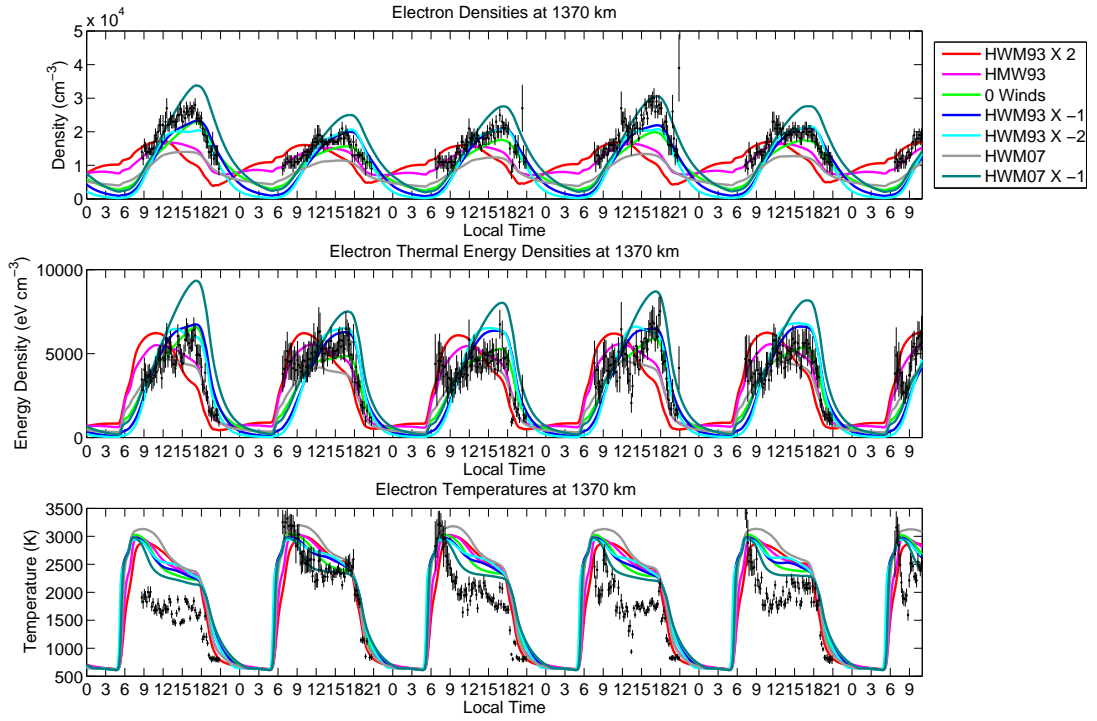 Electron Densities at 1370 km
x 10⁴
5
4
3
2
1
0
Density (cm⁻³)
0 3 6 9 12 15 18 21 0 3 6 9 12 15 18 21 0 3 6 9 12 15 18 21 0 3 6 9 12 15 18 21 0 3 6 9 12 15 18 21 0 3 6 9
Local Time
HWM93 X 2
HMW93
0 Winds
HWM93 X −1
HWM93 X −2
HWM07
HWM07 X −1
Electron Thermal Energy Densities at 1370 km
10000
5000
0
Energy Density (eV cm⁻³)
0 3 6 9 12 15 18 21 0 3 6 9 12 15 18 21 0 3 6 9 12 15 18 21 0 3 6 9 12 15 18 21 0 3 6 9 12 15 18 21 0 3 6 9
Local Time
Electron Temperatures at 1370 km
3500
3000
2500
2000
1500
1000
500
Temperature (K)
0 3 6 9 12 15 18 21 0 3 6 9 12 15 18 21 0 3 6 9 12 15 18 21 0 3 6 9 12 15 18 21 0 3 6 9 12 15 18 21 0 3 6 9
Local Time